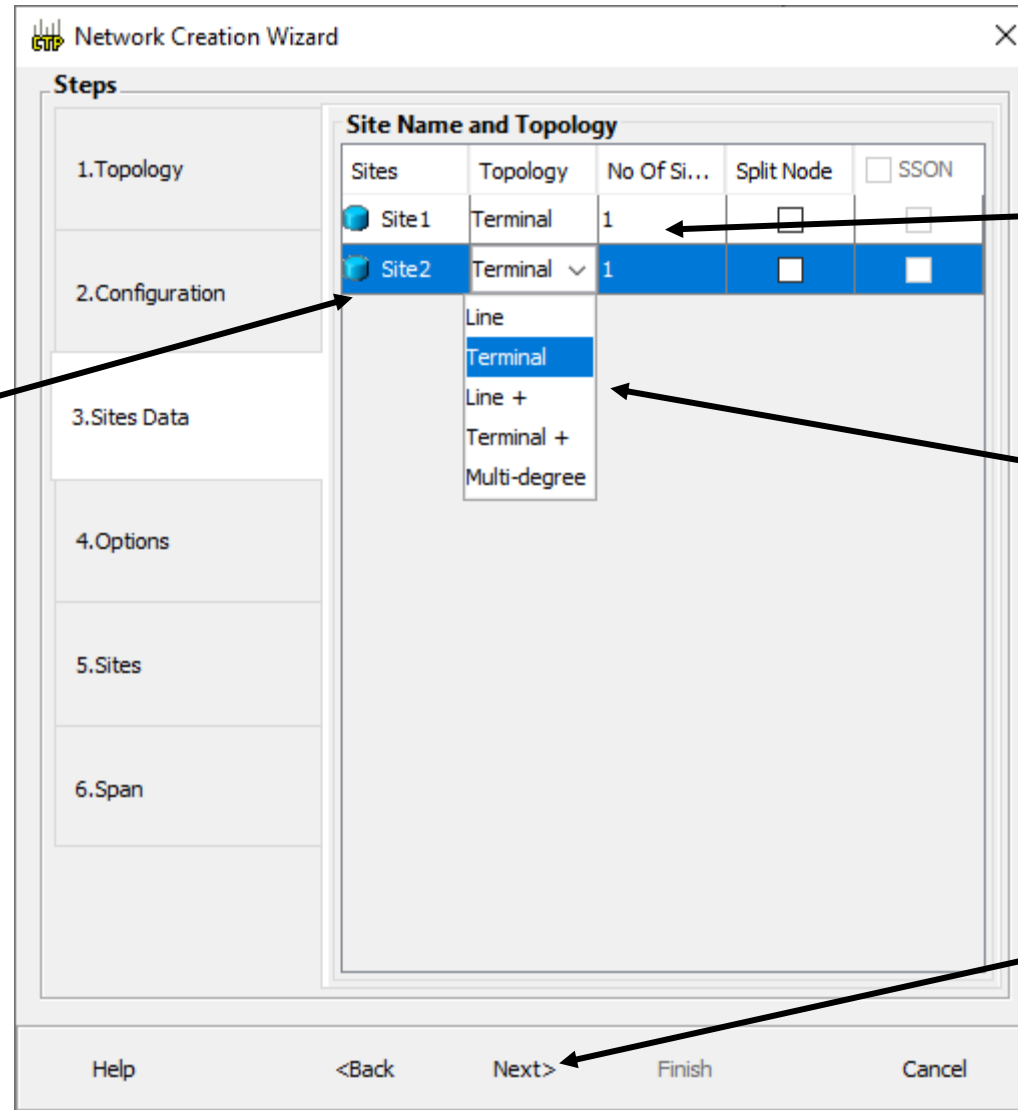 CTP Network Creation Wizard
Steps
1.Topology
2.Configuration
3.Sites Data
4.Options
5.Sites
6.Span
Site Name and Topology
Sites Topology No Of Si... Split Node SSON
Site1 Terminal 1
Site2 Terminal 1
Line
Terminal
Line +
Terminal +
Multi-degree
Help <Back Next> Finish Cancel